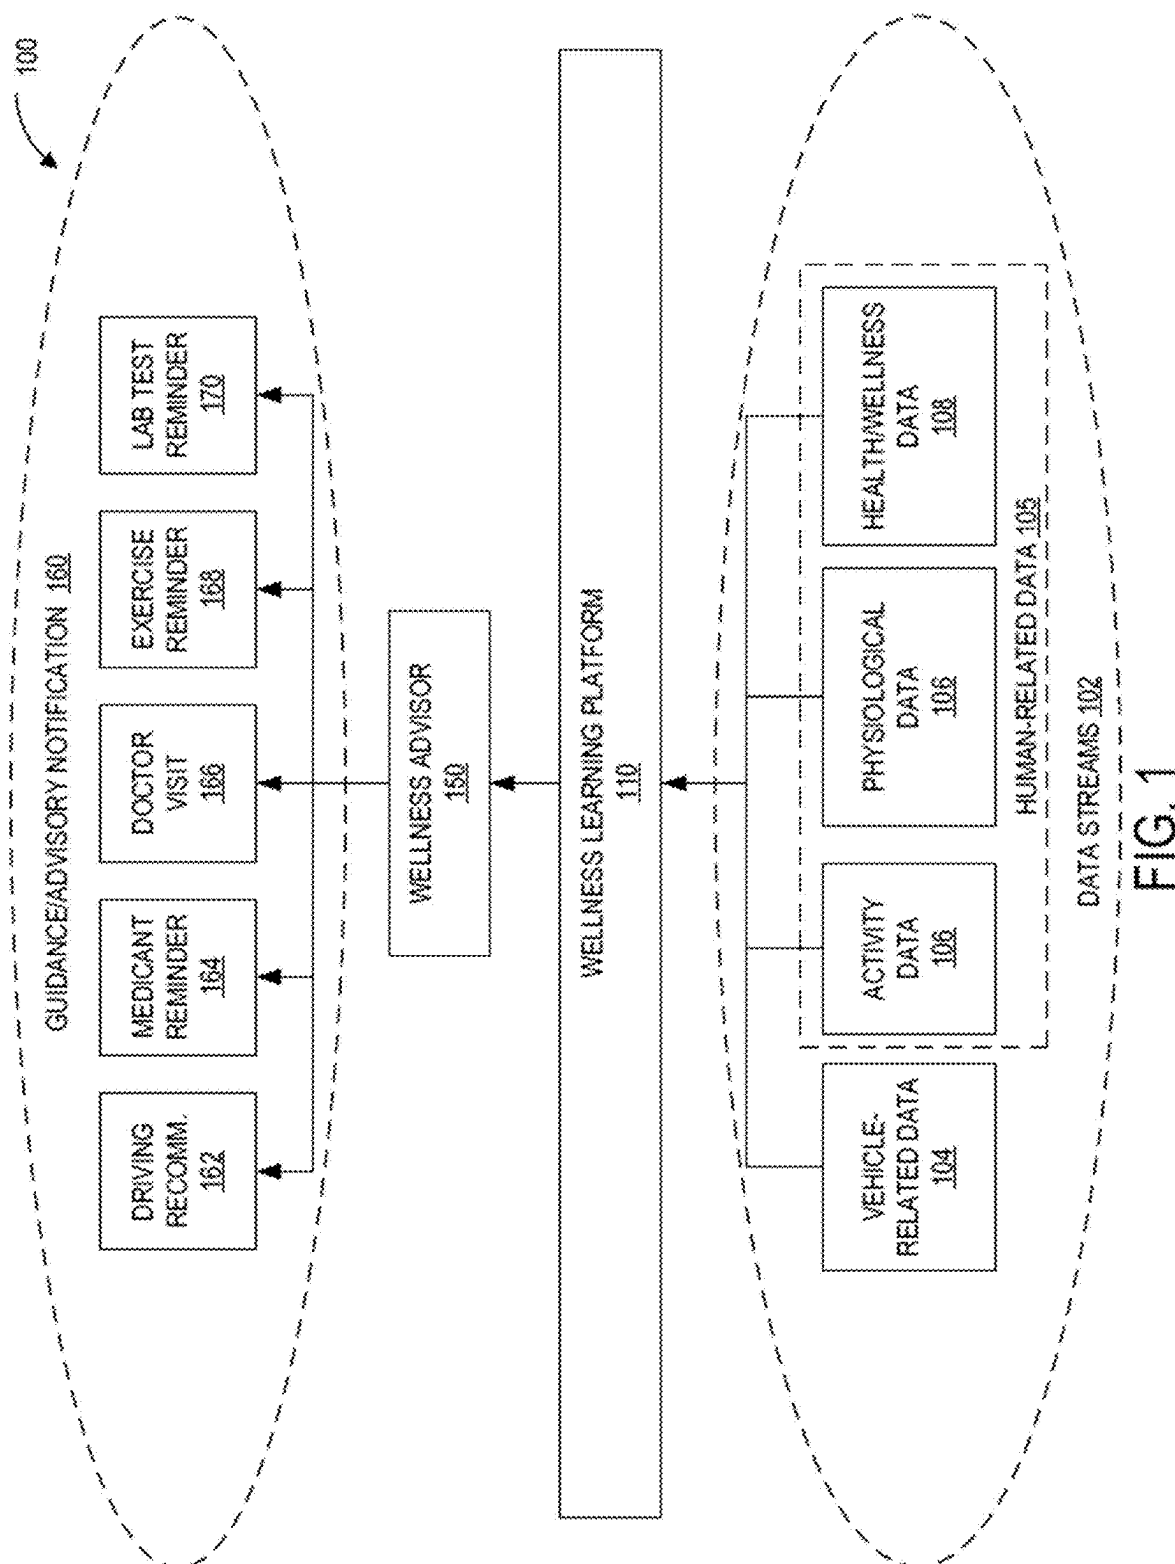 100
GUIDANCE/ADVISORY NOTIFICATION 160
DRIVING
RECOMM.
162
MEDICANT
REMINDER
164
DOCTOR
VISIT
166
EXERCISE
REMINDER
168
LAB TEST
REMINDER
170
WELLNESS ADVISOR
150
WELLNESS LEARNING PLATFORM
110
VEHICLE-
RELATED DATA
104
ACTIVITY
DATA
106
PHYSIOLOGICAL
DATA
106
HEALTH/WELLNESS
DATA
108
HUMAN-RELATED DATA 105
DATA STREAMS 102
FIG. 1